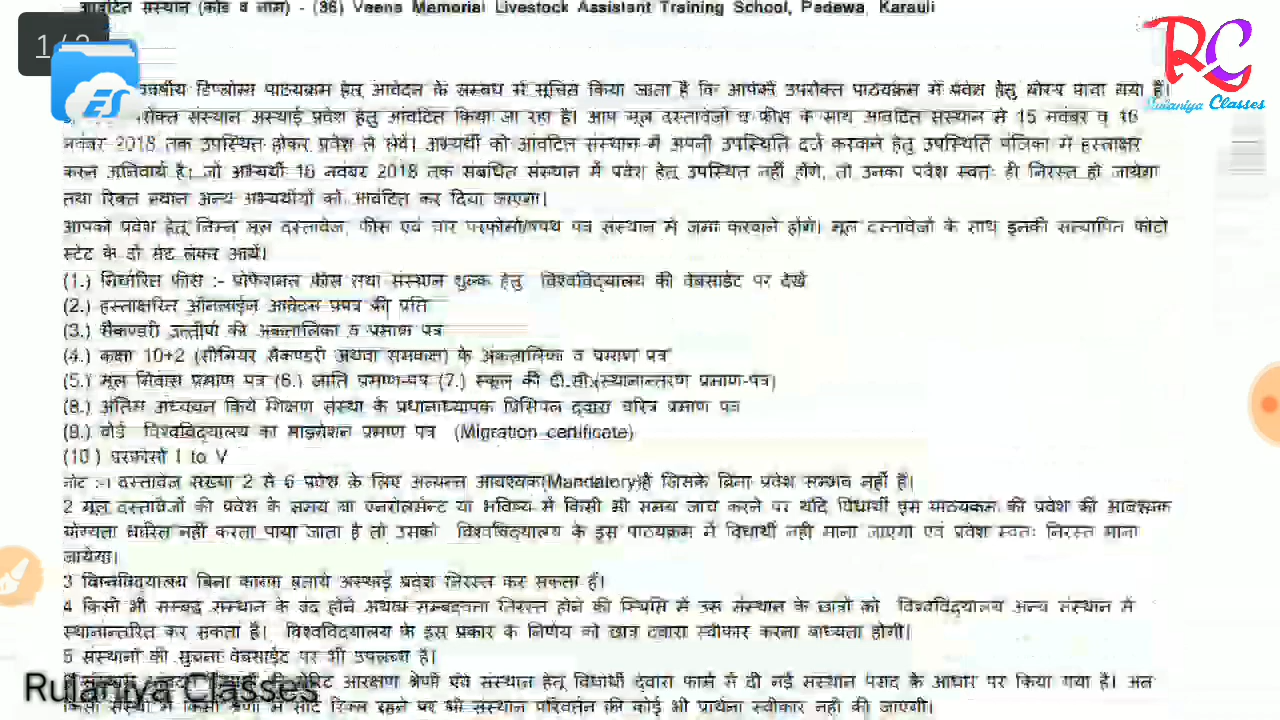 आवंटित संस्थान (कोड व नाम) - (36) Veena Memorial Livestock Assistant Training School, Padewa, Karauli
1 / 2
RG
Rulaniya Classes
वर्षीय डिप्लोमा पाठ्यक्रम हेतु आवेदन के सम्बंध में सूचित किया जाता है कि आपको उपरोक्त पाठ्यक्रम में प्रवेश हेतु योग्य पाया गया है।
संस्थान अस्थाई प्रवेश हेतु आवंटित किया जा रहा है। आप मूल दस्तावेजों व फीस के साथ आवंटित संस्थान में 15 नवंबर व 16
नवंबर 2018 तक उपस्थित होकर प्रवेश ले लेवें। अभ्यर्थी को आवंटित संस्थान में अपनी उपस्थिति दर्ज करवाने हेतु उपस्थिति पंजिका में हस्ताक्षर
करना अनिवार्य है। जो अभ्यर्थी 16 नवंबर 2018 तक संबंधित संस्थान में प्रवेश हेतु उपस्थित नहीं होंगे, तो उनका प्रवेश स्वतः ही निरस्त हो जायेगा
तथा रिक्त स्थान अन्य अभ्यर्थीयों को आवंटित कर दिया जाएगा।
आपको प्रवेश हेतु निम्न मूल दस्तावेज, फीस एवं चार परफोर्मा/शपथ पत्र संस्थान में जमा करवाने होंगे। मूल दस्तावेजों के साथ इनकी सत्यापित फोटो
स्टेट के दो सेट लेकर आयें।
(1.) निर्धारित फीस :- प्रोफेशनल फीस तथा संस्थान शुल्क हेतु विश्वविद्यालय की वेबसाईट पर देखें
(2.) हस्ताक्षरित ऑनलाईन आवेदन प्रपत्र की प्रति
(3.) सैकण्डरी उत्तीर्ण की अंकतालिका व प्रमाण पत्र
(4.) कक्षा 10+2 (सीनियर सैकण्डरी अथवा समकक्ष) के अंकतालिका व प्रमाण पत्र
(5.) मूल निवास प्रमाण पत्र (6.) जाति प्रमाण-पत्र (7.) स्कूल की टी.सी.(स्थानान्तरण प्रमाण-पत्र)
(8.) अंतिम अध्ययन किये शिक्षण संस्था के प्रधानाध्यापक प्रिंसिपल द्वारा चरित्र प्रमाण पत्र
(9.) बोर्ड विश्वविद्यालय का माइग्रेशन प्रमाण पत्र (Migration certificate)
(10 ) परफोर्मा I to V
नोट :-1 दस्तावेज संख्या 2 से 6 प्रवेश के लिए अत्यन्त आवश्यक(Mandatory)है जिसके बिना प्रवेश सम्भव नहीं है।
2 मूल दस्तावेजों की प्रवेश के समय या एनरोलमेंन्ट या भविष्य में किसी भी समय जांच करने पर यदि विद्यार्थी इस पाठयक्रम की प्रवेश की आवश्यक
योग्यता धारित नहीं करता पाया जाता है तो उसको विश्वविद्यालय के इस पाठयक्रम में विद्यार्थी नही माना जाएगा एवं प्रवेश स्वतः निरस्त माना
जायेगा।
3 विश्वविद्यालय बिना कारण बताये अस्थाई प्रवेश निरस्त कर सकता है।
4 किसी भी सम्बद्ध संस्थान के बंद होने अथवा सम्बद्धता निरस्त होने की स्थिति में उस संस्थान के छात्रों को विश्वविद्यालय अन्य संस्थान में
स्थानांन्तरित कर सकता है। विश्वविद्यालय के इस प्रकार के निर्णय को छात्र द्वारा स्वीकार करना बाध्यता होगी।
5 संस्थानों की सूचना वेबसाईट पर भी उपलब्ध है।
मेरिट आरक्षण श्रेणी एवं संस्थान हेतु विद्यार्थी द्वारा फार्म में दी गई संस्थान पसंद के आधार पर किया गया है। अतः
किसी संस्था में किसी श्रेणी में सीट रिक्त रहने पर भी संस्थान परिवर्तन की कोई भी प्रार्थना स्वीकार नही की जाएगी।
Rulaniya Classes